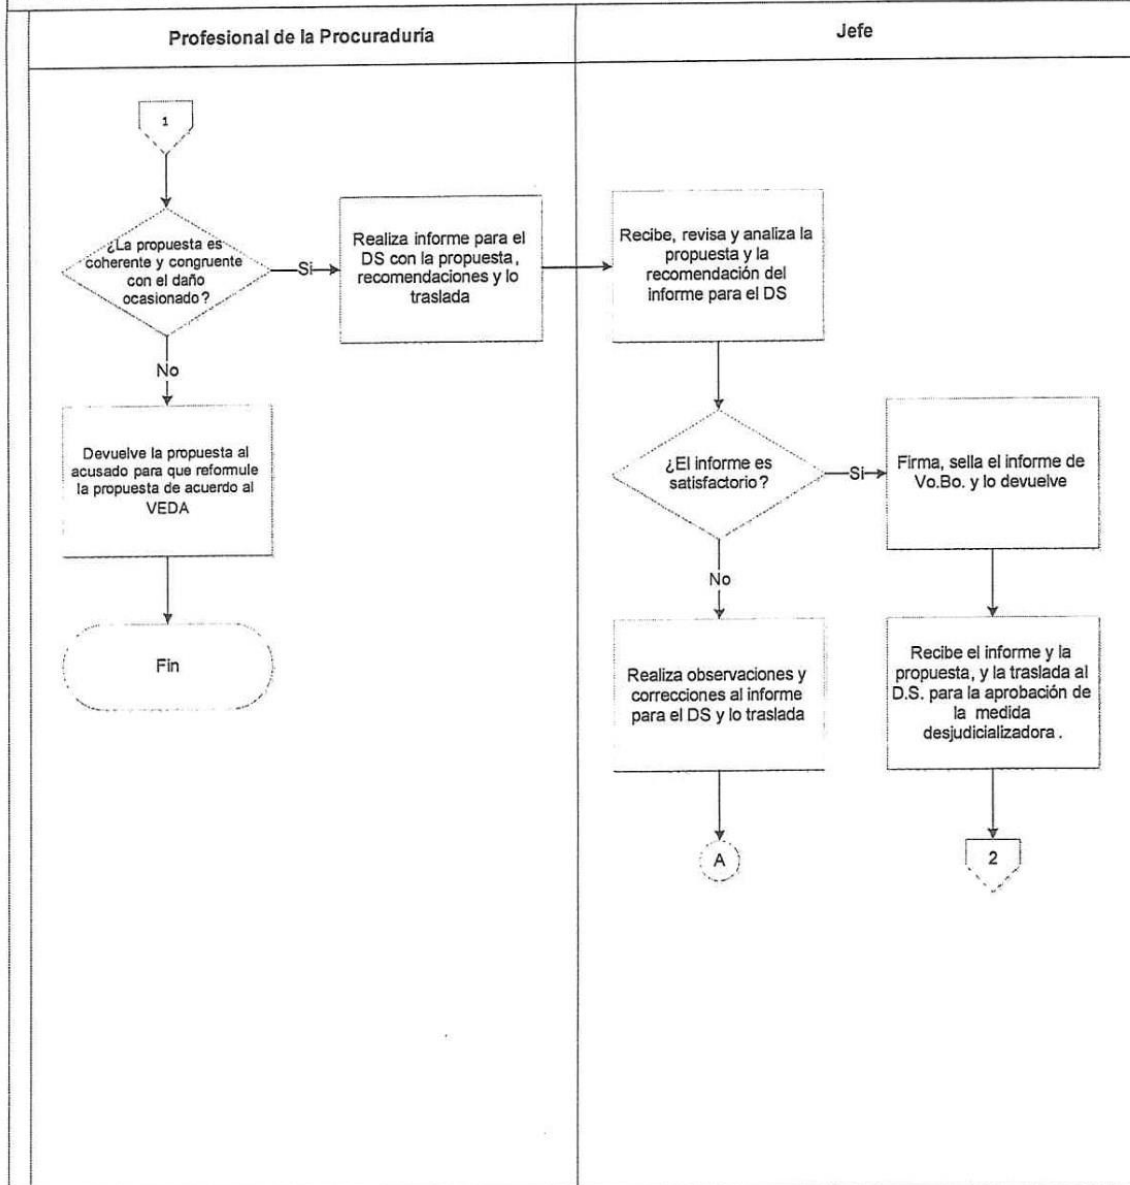 Profesional de la Procuraduría
Jefe
1
¿La propuesta es
coherente y congruente
con el daño
ocasionado?
Si
Realiza informe para el
DS con la propuesta,
recomendaciones y lo
traslada
Recibe, revisa y analiza la
propuesta y la
recomendación del
informe para el DS
No
Devuelve la propuesta al
acusado para que reformule
la propuesta de acuerdo al
VEDA
Fin
¿El informe es
satisfactorio?
Si
Firma, sella el informe de
Vo.Bo. y lo devuelve
No
Realiza observaciones y
correcciones al informe
para el DS y lo traslada
Recibe el informe y la
propuesta, y la traslada al
D.S. para la aprobación de
la medida
desjudicializadora.
A
2